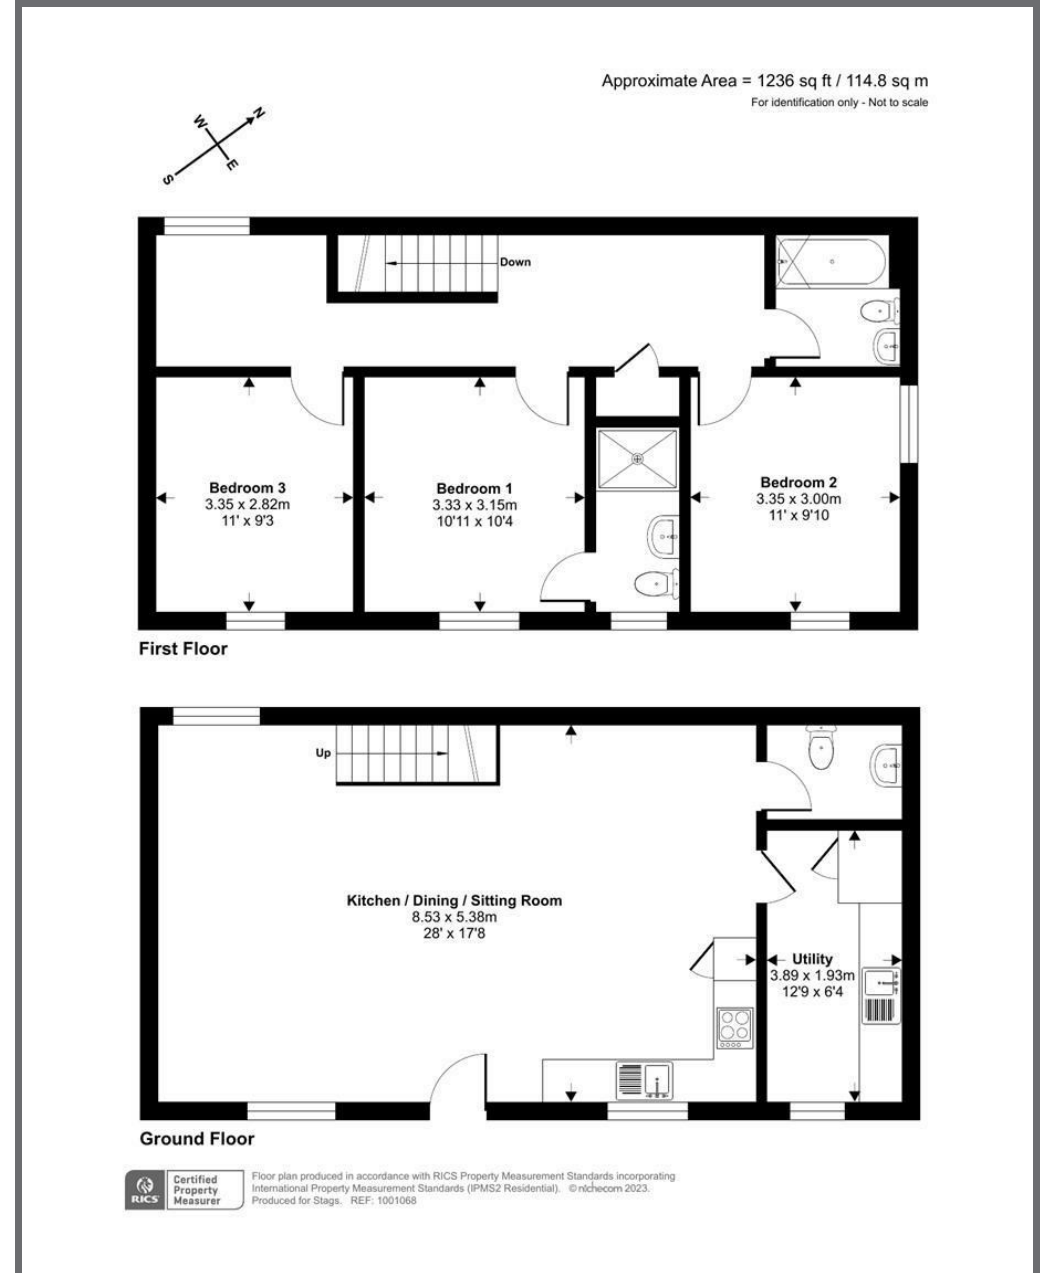 Approximate Area = 1236 sq ft / 114.8 sq m
For identification only - Not to scale
N
W
E
S
Down
Bedroom 3
3.35 x 2.82m
11' x 9'3
Bedroom 1
3.33 x 3.15m
10'11 x 10'4
Bedroom 2
3.35 x 3.00m
11' x 9'10
First Floor
Up
Kitchen / Dining / Sitting Room
8.53 x 5.38m
28' x 17'8
Utility
3.89 x 1.93m
12'9 x 6'4
Ground Floor
RICS
Certified
Property
Measurer
Floor plan produced in accordance with RICS Property Measurement Standards incorporating
International Property Measurement Standards (IPMS2 Residential). © nichecom 2023.
Produced for Stags. REF: 1001068